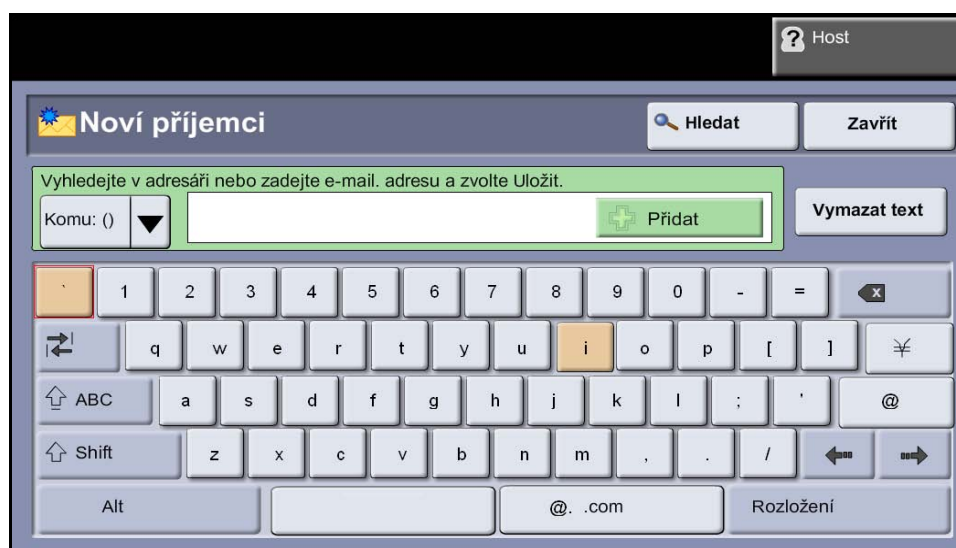 ? Host
Noví příjemci
Hledat
Zavřít
Vyhledejte v adresáři nebo zadejte e-mail. adresu a zvolte Uložit.
Komu: ()
Přidat
Vymazat text
` 1 2 3 4 5 6 7 8 9 0 - = x
q w e r t y u i o p [ ] ¥
ABC a s d f g h j k l ; ' @
Shift z x c v b n m , . /
Alt @. .com Rozložení